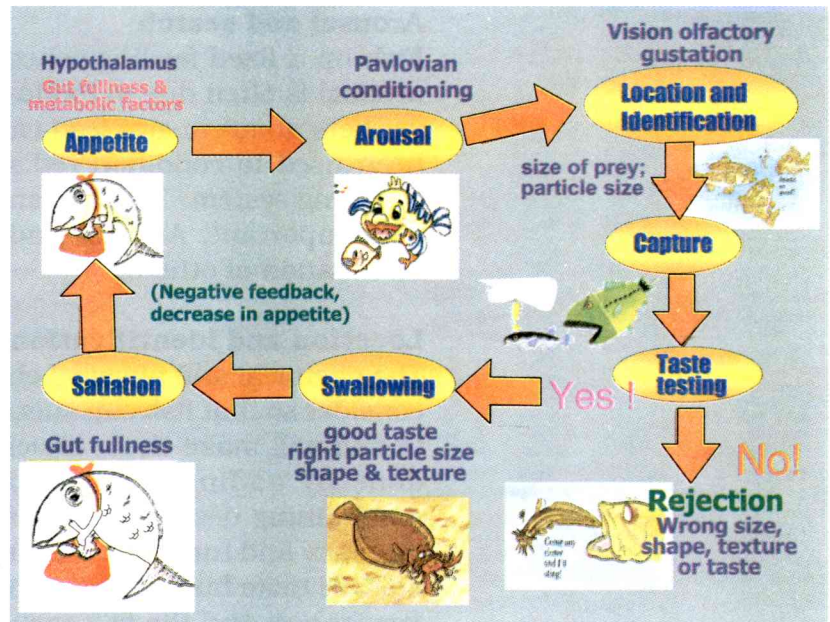 Hypothalamus
Gut fullness &
metabolic factors
Appetite
Pavlovian
conditioning
Arousal
Vision olfactory
gustation
Location and
Identification
size of prey;
particle size
Capture
Taste
testing
Yes !
No!
Rejection
Wrong size,
shape, texture
or taste
Swallowing
good taste
right particle size
shape & texture
Satiation
Gut fullness
(Negative feedback,
decrease in appetite)